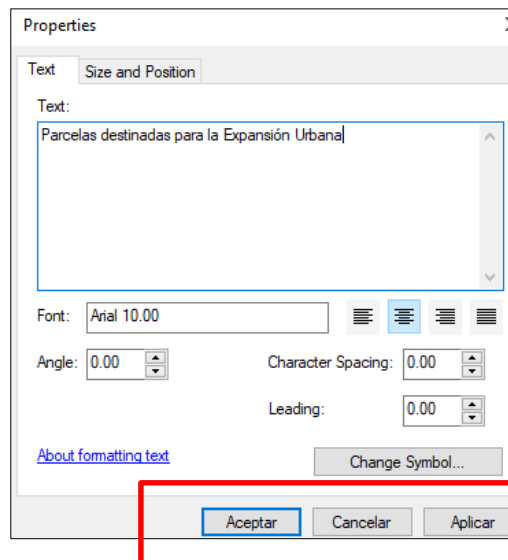 Properties
Text Size and Position
Text:
Parcelas destinadas para la Expansión Urbana
Font: Arial 10.00
Angle: 0.00 Character Spacing: 0.00
Leading: 0.00
About formatting text Change Symbol...
Aceptar Cancelar Aplicar